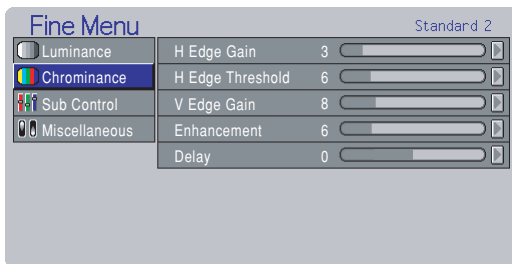 Fine Menu
Standard 2
Luminance
Chrominance
Sub Control
Miscellaneous
H Edge Gain 3
H Edge Threshold 6
V Edge Gain 8
Enhancement 6
Delay 0